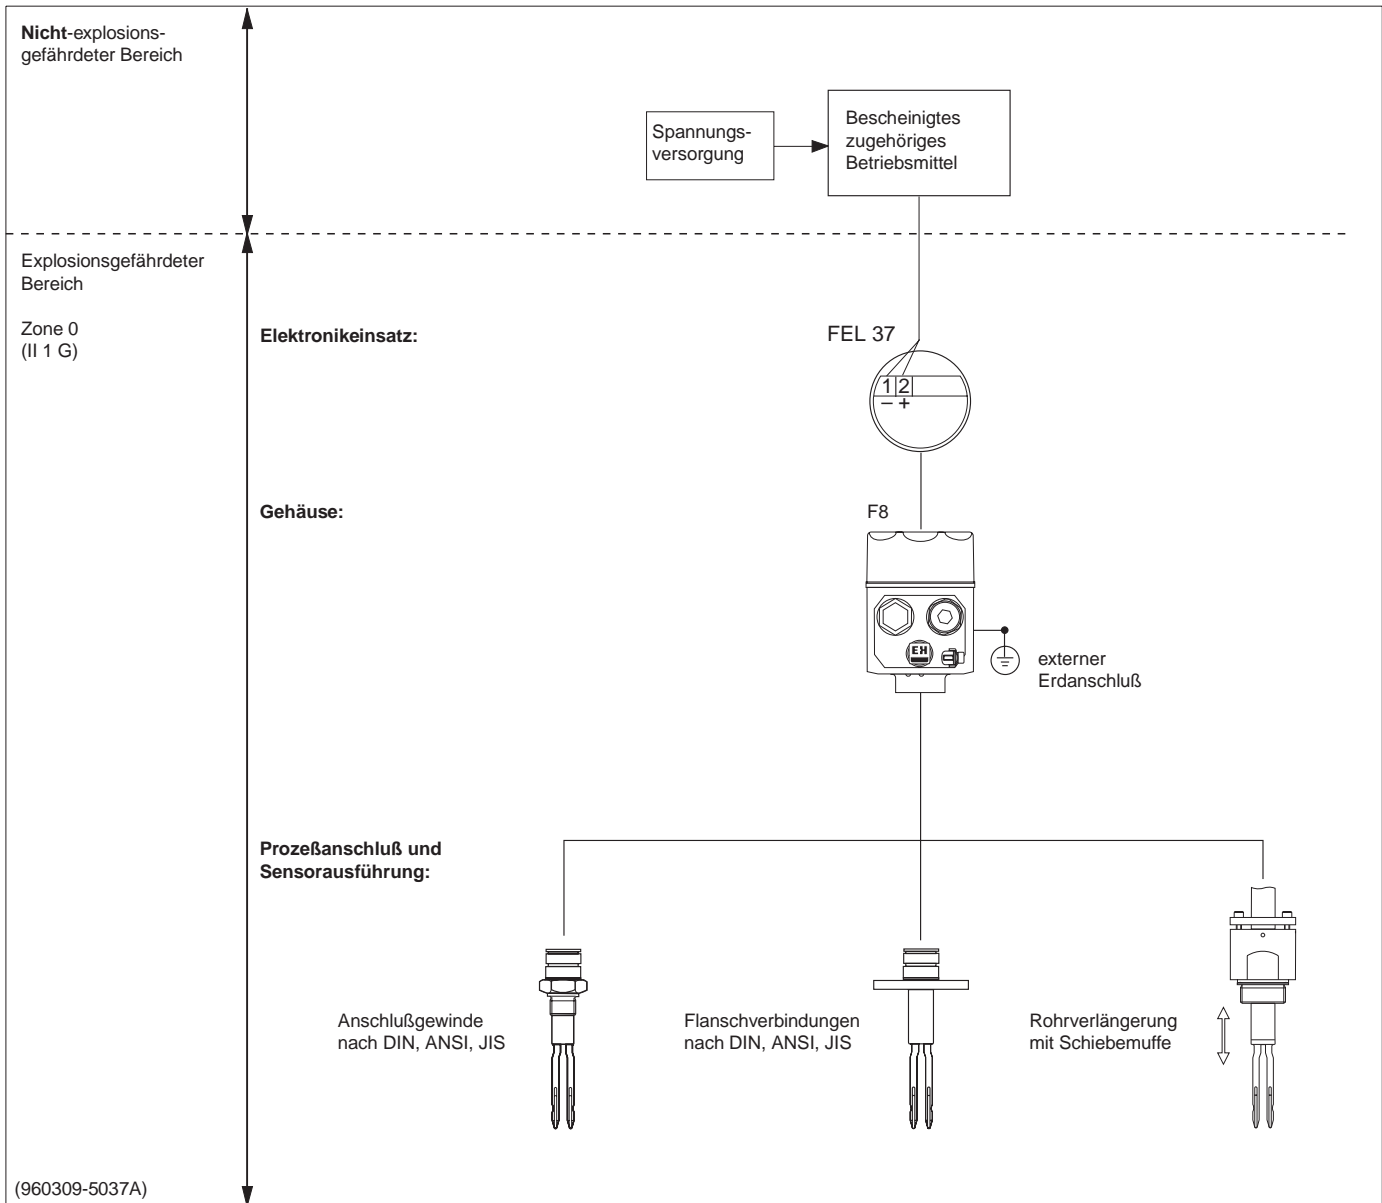 Nicht-explosions-
gefährdeter Bereich
Spannungs-
versorgung
Bescheinigtes
zugehöriges
Betriebsmittel
Explosionsgefährdeter
Bereich
Zone 0
(II 1 G)
Elektronikeinsatz:
FEL 37
1 2
– +
Gehäuse:
F8
EH
externer
Erdanschluß
Prozeßanschluß und
Sensorausführung:
Anschlußgewinde
nach DIN, ANSI, JIS
Flanschverbindungen
nach DIN, ANSI, JIS
Rohrverlängerung
mit Schiebemuffe
(960309-5037A)